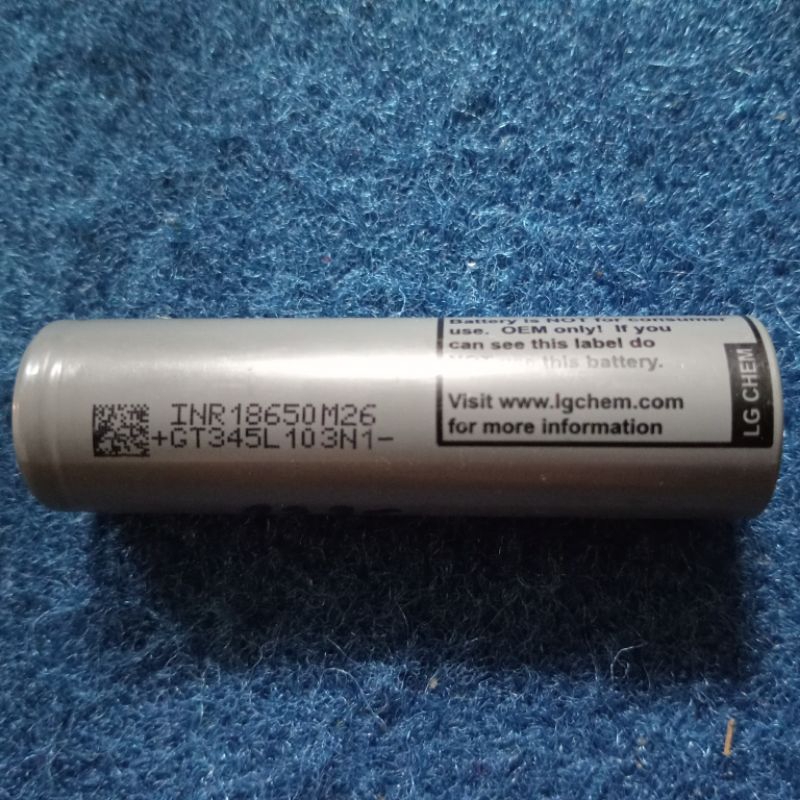 INR18650M26
+GT345L103N1-
Battery is NOT for consumer
use. OEM only! If you
can see this label do
NOT use this battery.
Visit www.lgchem.com
for more information
LG CHEM